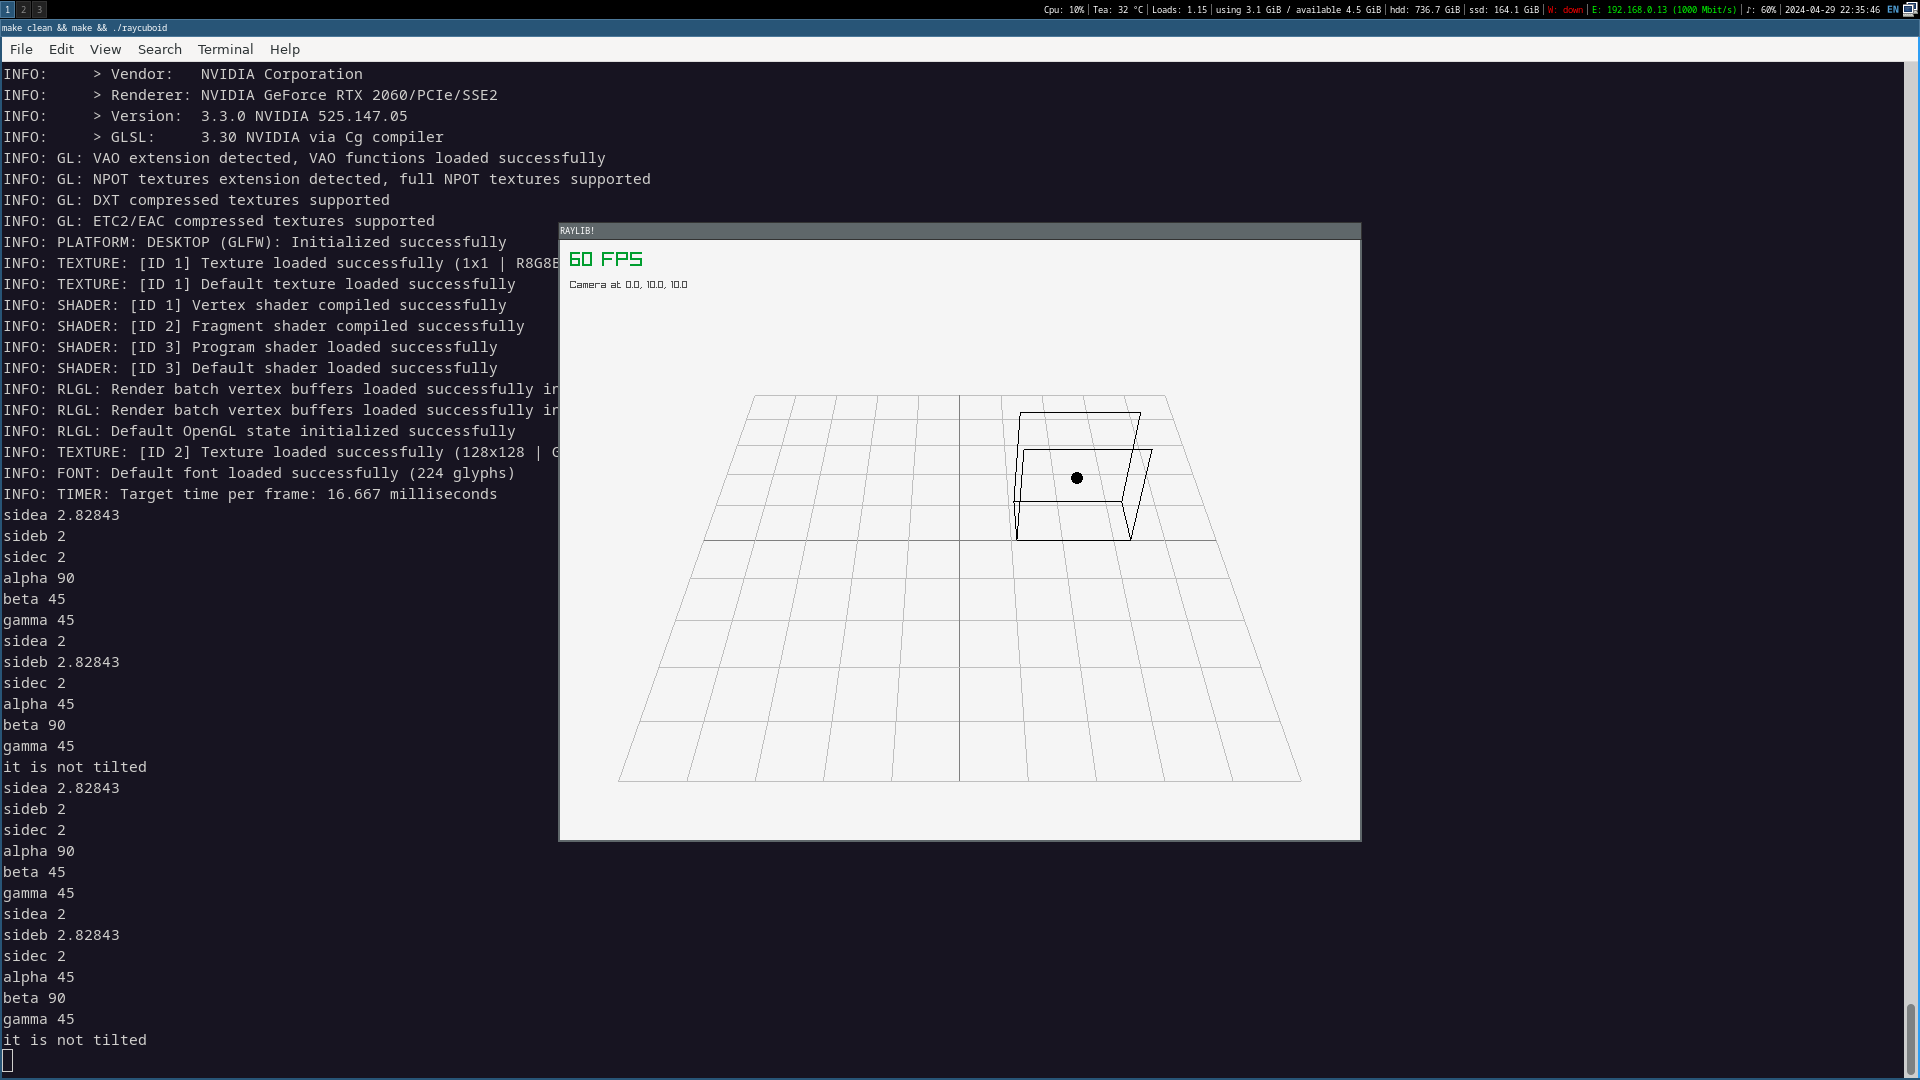 1 2 3
Cpu: 10% | Tea: 32 °C | Loads: 1.15 | using 3.1 GiB / available 4.5 GiB | hdd: 736.7 GiB | ssd: 164.1 GiB | W: down | E: 192.168.0.13 (1000 Mbit/s) | ♪: 60% | 2024-04-29 22:35:46 EN
make clean && make && ./raycuboid
File Edit View Search Terminal Help
INFO:     > Vendor:   NVIDIA Corporation
INFO:     > Renderer: NVIDIA GeForce RTX 2060/PCIe/SSE2
INFO:     > Version:  3.3.0 NVIDIA 525.147.05
INFO:     > GLSL:     3.30 NVIDIA via Cg compiler
INFO: GL: VAO extension detected, VAO functions loaded successfully
INFO: GL: NPOT textures extension detected, full NPOT textures supported
INFO: GL: DXT compressed textures supported
INFO: GL: ETC2/EAC compressed textures supported
INFO: PLATFORM: DESKTOP (GLFW): Initialized successfully
INFO: TEXTURE: [ID 1] Texture loaded successfully (1x1 | R8G8B
INFO: TEXTURE: [ID 1] Default texture loaded successfully
INFO: SHADER: [ID 1] Vertex shader compiled successfully
INFO: SHADER: [ID 2] Fragment shader compiled successfully
INFO: SHADER: [ID 3] Program shader loaded successfully
INFO: SHADER: [ID 3] Default shader loaded successfully
INFO: RLGL: Render batch vertex buffers loaded successfully in
INFO: RLGL: Render batch vertex buffers loaded successfully in
INFO: RLGL: Default OpenGL state initialized successfully
INFO: TEXTURE: [ID 2] Texture loaded successfully (128x128 | G
INFO: FONT: Default font loaded successfully (224 glyphs)
INFO: TIMER: Target time per frame: 16.667 milliseconds
sidea 2.82843
sideb 2
sidec 2
alpha 90
beta 45
gamma 45
sidea 2
sideb 2.82843
sidec 2
alpha 45
beta 90
gamma 45
it is not tilted
sidea 2.82843
sideb 2
sidec 2
alpha 90
beta 45
gamma 45
sidea 2
sideb 2.82843
sidec 2
alpha 45
beta 90
gamma 45
it is not tilted
RAYLIB!
60 FPS
Camera at 0.0, 10.0, 10.0